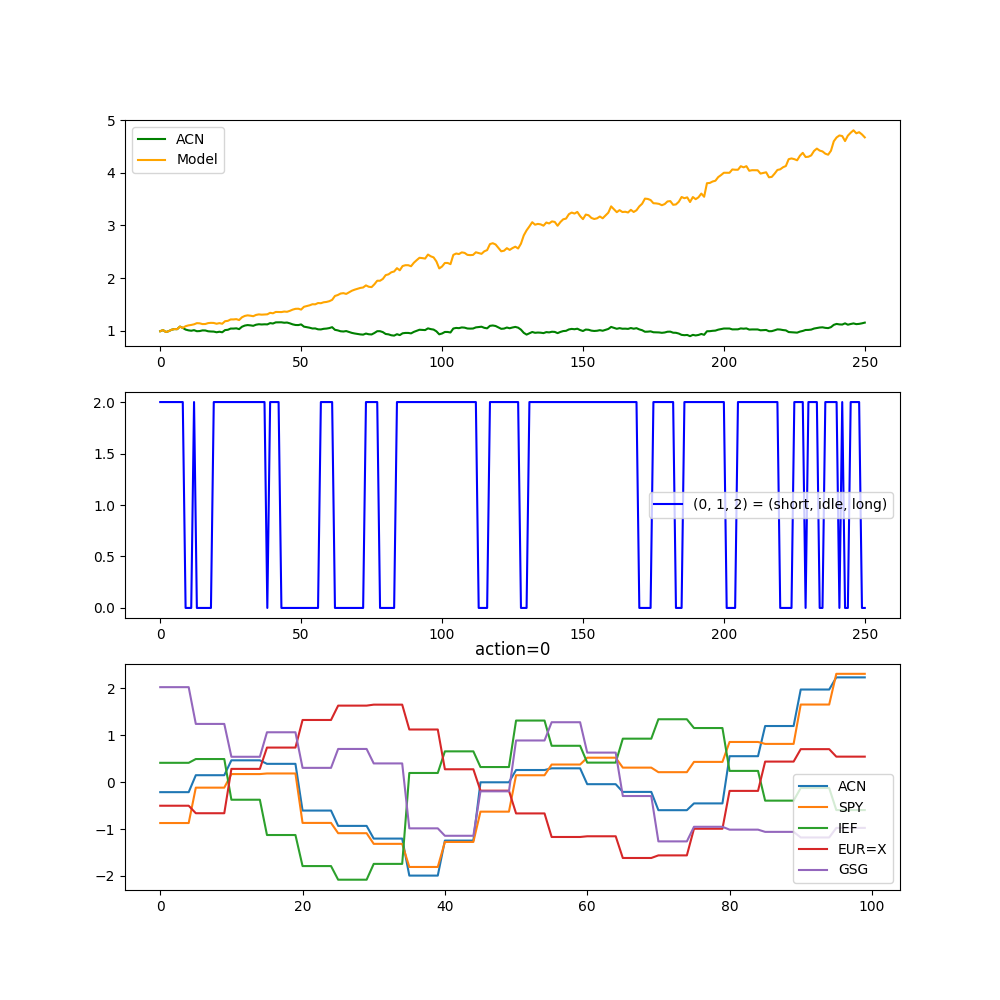 5
4
3
2
1
ACN
Model
0 50 100 150 200 250
2.0
1.5
1.0
0.5
0.0
(0, 1, 2) = (short, idle, long)
0 50 100 150 200 250
action=0
2
1
0
−1
−2
ACN
SPY
IEF
EUR=X
GSG
0 20 40 60 80 100